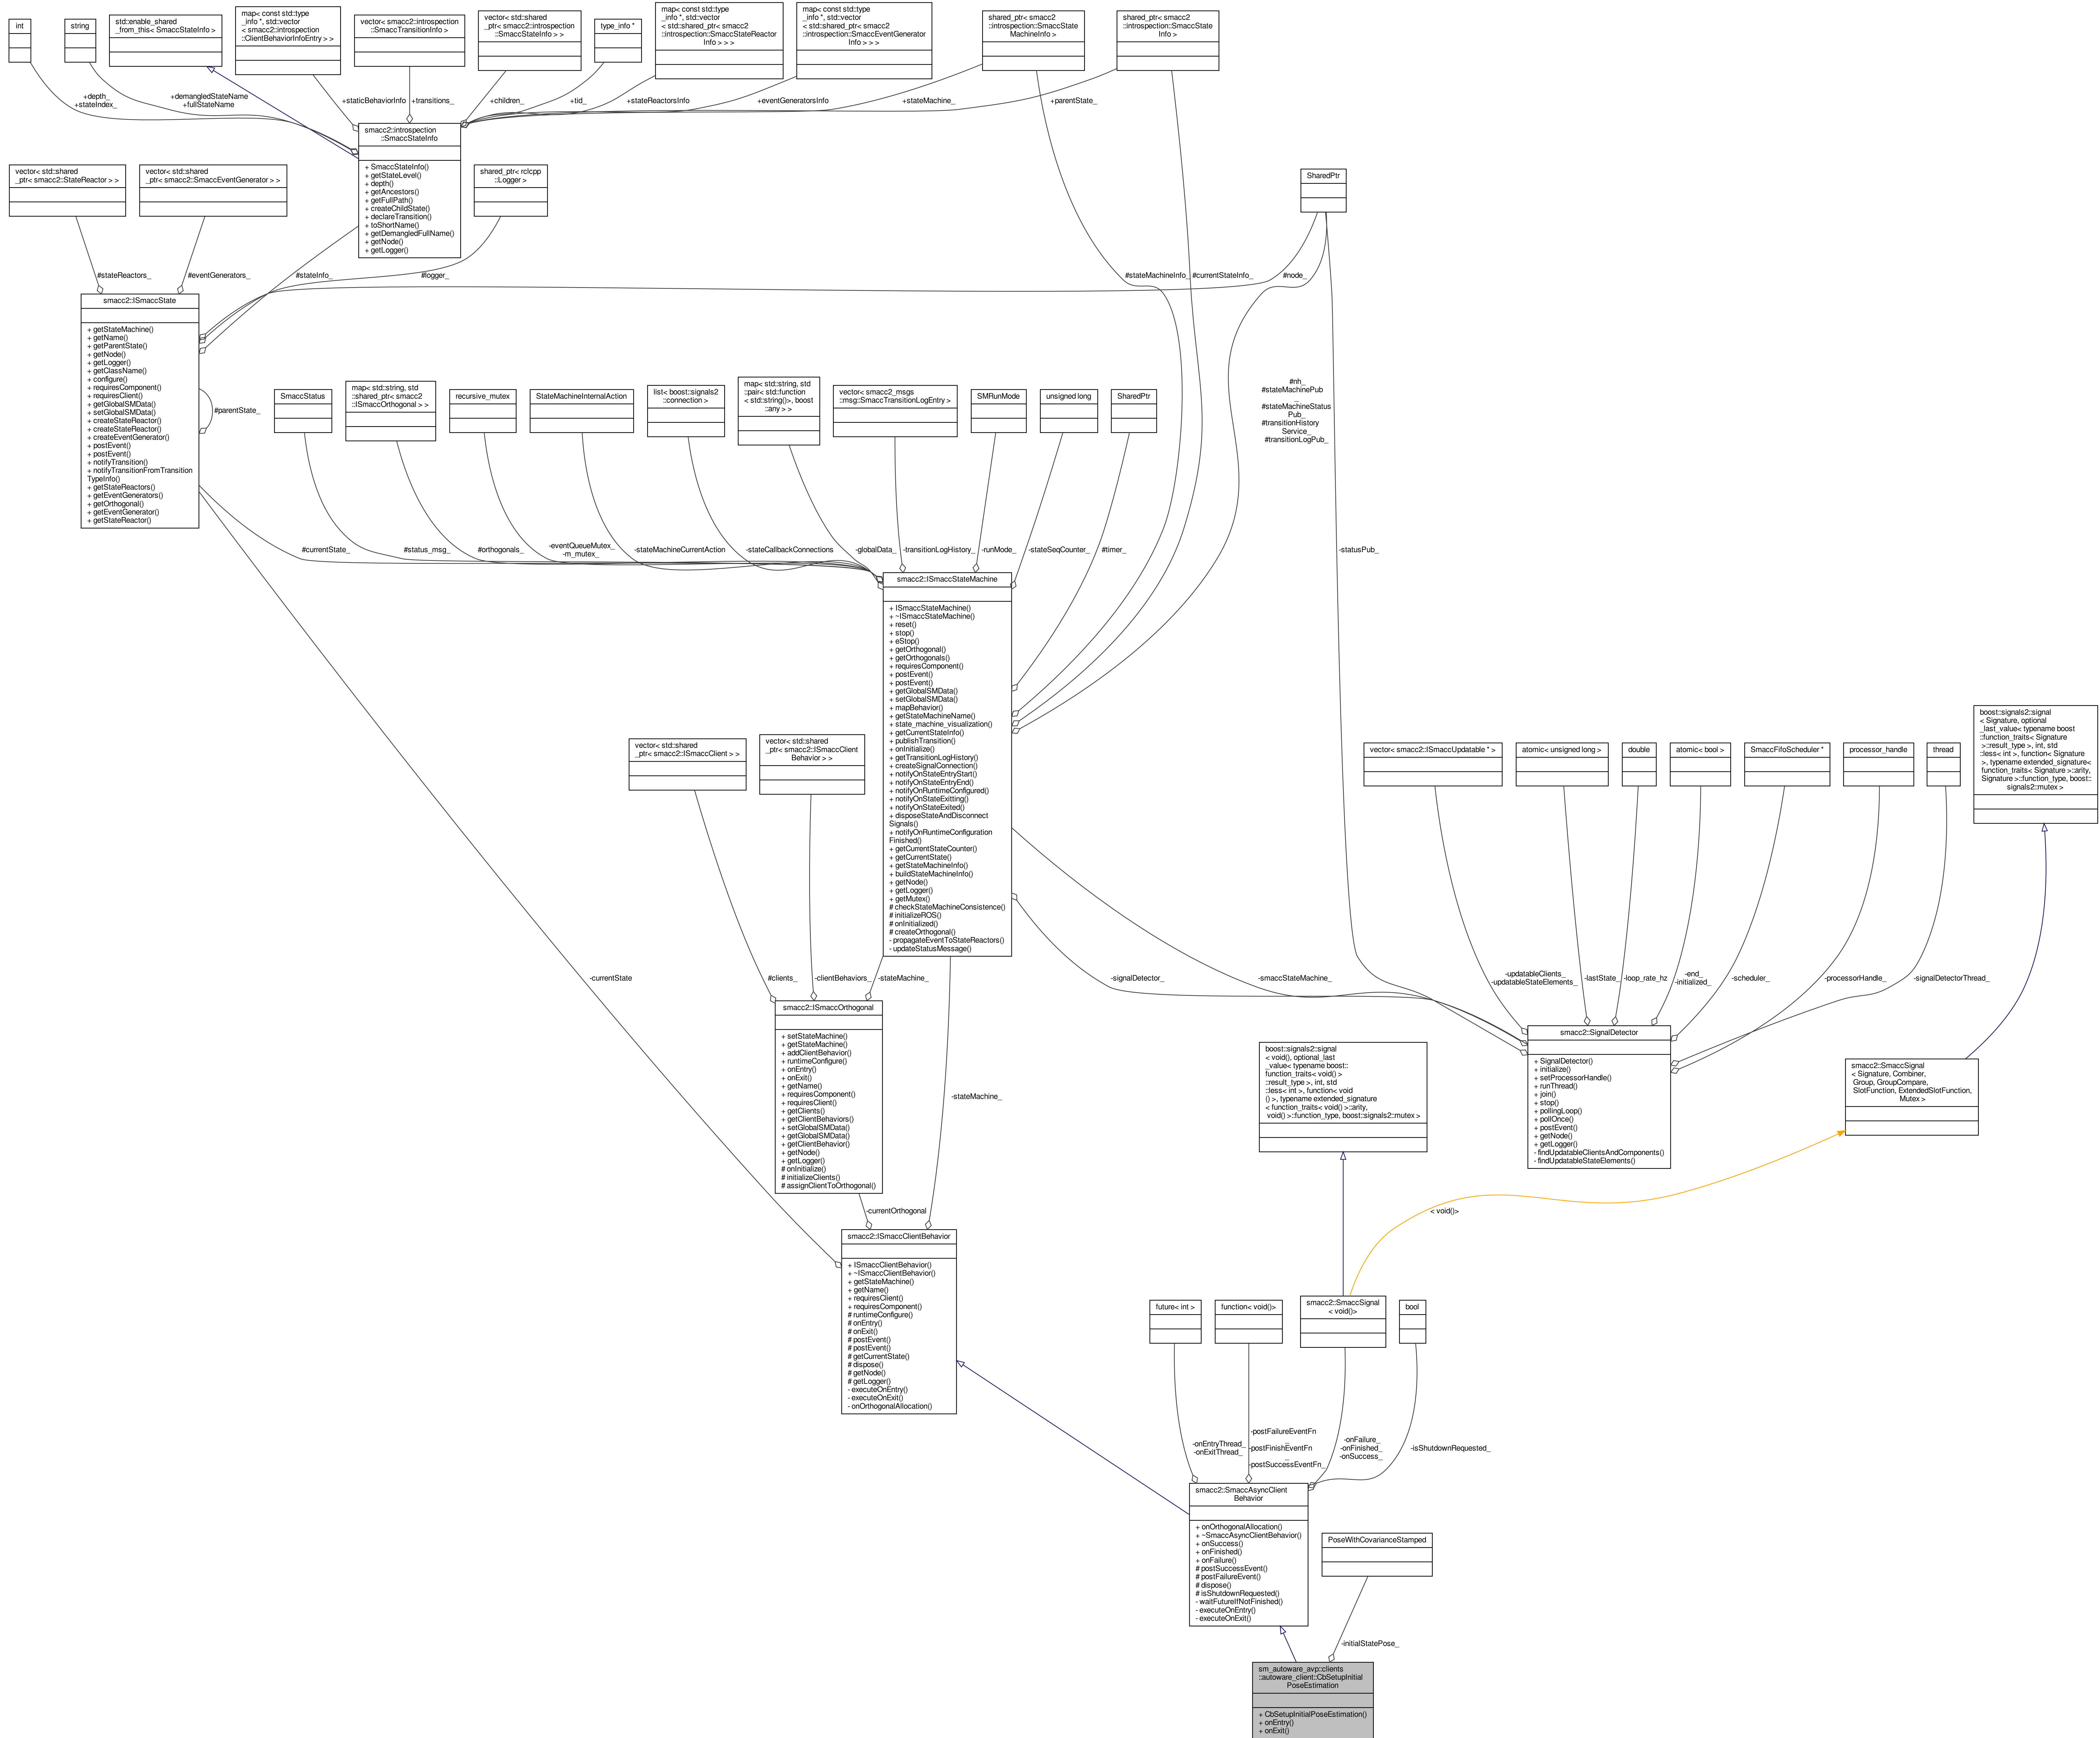 int
string
std::enable_shared
_from_this< SmaccStateInfo >
map< const std::type
_info *, std::vector
< smacc2::introspection
::ClientBehaviorInfoEntry > >
vector< smacc2::introspection
::SmaccTransitionInfo >
vector< std::shared
_ptr< smacc2::introspection
::SmaccStateInfo > >
type_info *
map< const std::type
_info *, std::vector
< std::shared_ptr< smacc2
::introspection::SmaccStateReactor
Info > > >
map< const std::type
_info *, std::vector
< std::shared_ptr< smacc2
::introspection::SmaccEventGenerator
Info > > >
shared_ptr< smacc2
::introspection::SmaccState
MachineInfo >
shared_ptr< smacc2
::introspection::SmaccState
Info >
+depth_
+stateIndex_
+demangledStateName
+fullStateName
+staticBehaviorInfo
+transitions_
+children_
+tid_
+stateReactorsInfo
+eventGeneratorsInfo
+stateMachine_
+parentState_
smacc2::introspection
::SmaccStateInfo
+ SmaccStateInfo()
+ getStateLevel()
+ depth()
+ getAncestors()
+ getFullPath()
+ createChildState()
+ declareTransition()
+ toShortName()
+ getDemangledFullName()
+ getNode()
+ getLogger()
vector< std::shared
_ptr< smacc2::StateReactor > >
vector< std::shared
_ptr< smacc2::SmaccEventGenerator > >
shared_ptr< rclcpp
::Logger >
SharedPtr
#stateReactors_
#eventGenerators_
#stateInfo_
#logger_
#stateMachineInfo_
#currentStateInfo_
#node_
smacc2::ISmaccState
+ getStateMachine()
+ getName()
+ getParentState()
+ getNode()
+ getLogger()
+ getClassName()
+ configure()
+ requiresComponent()
+ requiresClient()
+ getGlobalSMData()
+ setGlobalSMData()
+ createStateReactor()
+ createStateReactor()
+ createEventGenerator()
+ postEvent()
+ postEvent()
+ notifyTransition()
+ notifyTransitionFromTransition
TypeInfo()
+ getStateReactors()
+ getEventGenerators()
+ getOrthogonal()
+ getEventGenerator()
+ getStateReactor()
#parentState_
SmaccStatus
map< std::string, std
::shared_ptr< smacc2
::ISmaccOrthogonal > >
recursive_mutex
StateMachineInternalAction
list< boost::signals2
::connection >
map< std::string, std
::pair< std::function
< std::string()>, boost
::any > >
vector< smacc2_msgs
::msg::SmaccTransitionLogEntry >
SMRunMode
unsigned long
SharedPtr
#nh_
#stateMachinePub
_
#stateMachineStatus
Pub_
#transitionHistory
Service_
#transitionLogPub_
#currentState_
#status_msg_
#orthogonals_
-eventQueueMutex_
-m_mutex_
-stateMachineCurrentAction
-stateCallbackConnections
-globalData_
-transitionLogHistory_
-runMode_
-stateSeqCounter_
#timer_
-statusPub_
smacc2::ISmaccStateMachine
+ ISmaccStateMachine()
+ ~ISmaccStateMachine()
+ reset()
+ stop()
+ eStop()
+ getOrthogonal()
+ getOrthogonals()
+ requiresComponent()
+ postEvent()
+ postEvent()
+ getGlobalSMData()
+ setGlobalSMData()
+ mapBehavior()
+ getStateMachineName()
+ state_machine_visualization()
+ getCurrentStateInfo()
+ publishTransition()
+ onInitialize()
+ getTransitionLogHistory()
+ createSignalConnection()
+ notifyOnStateEntryStart()
+ notifyOnStateEntryEnd()
+ notifyOnRuntimeConfigured()
+ notifyOnStateExitting()
+ notifyOnStateExited()
+ disposeStateAndDisconnect
Signals()
+ notifyOnRuntimeConfiguration
Finished()
+ getCurrentStateCounter()
+ getCurrentState()
+ getStateMachineInfo()
+ buildStateMachineInfo()
+ getNode()
+ getLogger()
+ getMutex()
# checkStateMachineConsistence()
# initializeROS()
# onInitialized()
# createOrthogonal()
- propagateEventToStateReactors()
- updateStatusMessage()
vector< std::shared
_ptr< smacc2::ISmaccClient > >
vector< std::shared
_ptr< smacc2::ISmaccClient
Behavior > >
vector< smacc2::ISmaccUpdatable * >
atomic< unsigned long >
double
atomic< bool >
SmaccFifoScheduler *
processor_handle
thread
boost::signals2::signal
< Signature, optional
_last_value< typename boost
::function_traits< Signature
>::result_type >, int, std
::less< int >, function< Signature
>, typename extended_signature<
function_traits< Signature >::arity,
Signature >::function_type, boost::
signals2::mutex >
-currentState
#clients_
-clientBehaviors_
-stateMachine_
-signalDetector_
-smaccStateMachine_
-updatableClients_
-updatableStateElements_
-lastState_
-loop_rate_hz
-end_
-initialized_
-scheduler_
-processorHandle_
-signalDetectorThread_
smacc2::ISmaccOrthogonal
+ setStateMachine()
+ getStateMachine()
+ addClientBehavior()
+ runtimeConfigure()
+ onEntry()
+ onExit()
+ getName()
+ requiresComponent()
+ requiresClient()
+ getClients()
+ getClientBehaviors()
+ setGlobalSMData()
+ getGlobalSMData()
+ getClientBehavior()
+ getNode()
+ getLogger()
# onInitialize()
# initializeClients()
# assignClientToOrthogonal()
-stateMachine_
-currentOrthogonal
smacc2::SignalDetector
+ SignalDetector()
+ initialize()
+ setProcessorHandle()
+ runThread()
+ join()
+ stop()
+ pollingLoop()
+ pollOnce()
+ postEvent()
+ getNode()
+ getLogger()
- findUpdatableClientsAndComponents()
- findUpdatableStateElements()
boost::signals2::signal
< void(), optional_last
_value< typename boost::
function_traits< void() >
::result_type >, int, std
::less< int >, function< void
() >, typename extended_signature
< function_traits< void() >::arity,
void() >::function_type, boost::signals2::mutex >
smacc2::SmaccSignal
< Signature, Combiner,
Group, GroupCompare,
SlotFunction, ExtendedSlotFunction,
Mutex >
< void()>
smacc2::ISmaccClientBehavior
+ ISmaccClientBehavior()
+ ~ISmaccClientBehavior()
+ getStateMachine()
+ getName()
+ requiresClient()
+ requiresComponent()
# runtimeConfigure()
# onEntry()
# onExit()
# postEvent()
# postEvent()
# getCurrentState()
# dispose()
# getNode()
# getLogger()
- executeOnEntry()
- executeOnExit()
- onOrthogonalAllocation()
future< int >
function< void()>
smacc2::SmaccSignal
< void()>
bool
-onEntryThread_
-onExitThread_
-postFailureEventFn
_
-postFinishEventFn
_
-postSuccessEventFn_
-onFailure_
-onFinished_
-onSuccess_
-isShutdownRequested_
smacc2::SmaccAsyncClient
Behavior
+ onOrthogonalAllocation()
+ ~SmaccAsyncClientBehavior()
+ onSuccess()
+ onFinished()
+ onFailure()
# postSuccessEvent()
# postFailureEvent()
# dispose()
# isShutdownRequested()
- waitFutureIfNotFinished()
- executeOnEntry()
- executeOnExit()
PoseWithCovarianceStamped
-initialStatePose_
sm_autoware_avp::clients
::autoware_client::CbSetupInitial
PoseEstimation
+ CbSetupInitialPoseEstimation()
+ onEntry()
+ onExit()